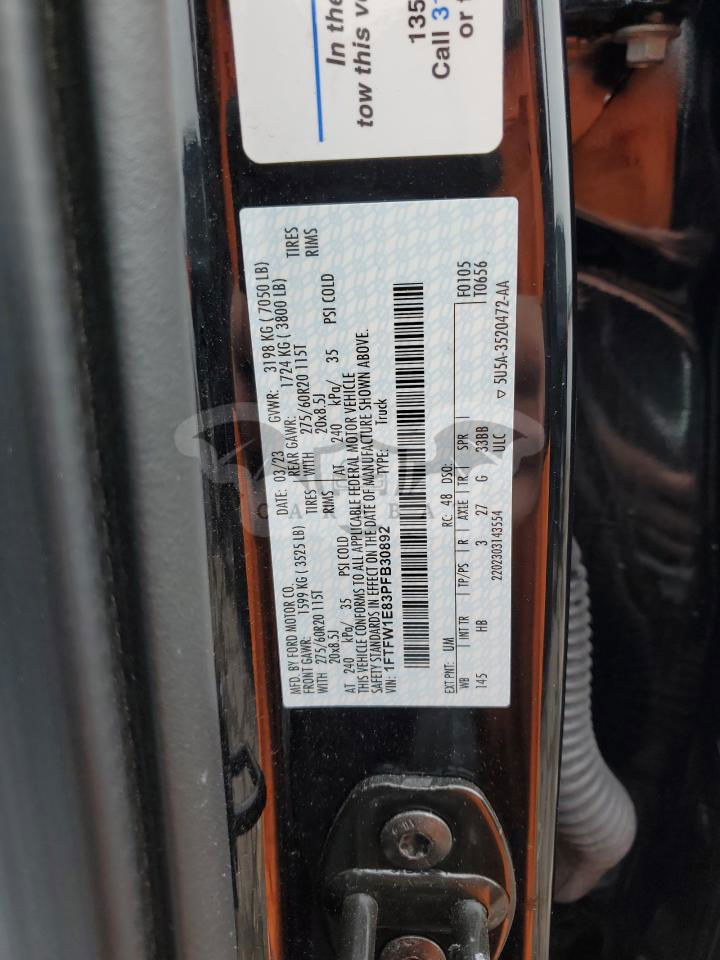 In the
tow this ve
135
Call 3
or t
MFD. BY FORD MOTOR CO. DATE: 03/23 GVWR: 3198 KG ( 7050 LB)
FRONT GAWR: 1599 KG ( 3525 LB) REAR GAWR: 1724 KG ( 3800 LB)
WITH 275/60R20 115T TIRES WITH 275/60R20 115T TIRES
20x8.5J RIMS 20x8.5J RIMS
AT 240 kPa/ 35 PSI COLD AT 240 kPa/ 35 PSI COLD
THIS VEHICLE CONFORMS TO ALL APPLICABLE FEDERAL MOTOR VEHICLE
SAFETY STANDARDS IN EFFECT ON THE DATE OF MANUFACTURE SHOWN ABOVE.
VIN: 1FTFW1E83PFB30892 TYPE: Truck
EXT PNT: UM RC: 48 DSO: F0105
WB INT TR TP/PS R AXLE TR SPR T0656
145 HB 3 27 G 33BB
2202303143554 ULC
▽ 5U5A-3520472-AA